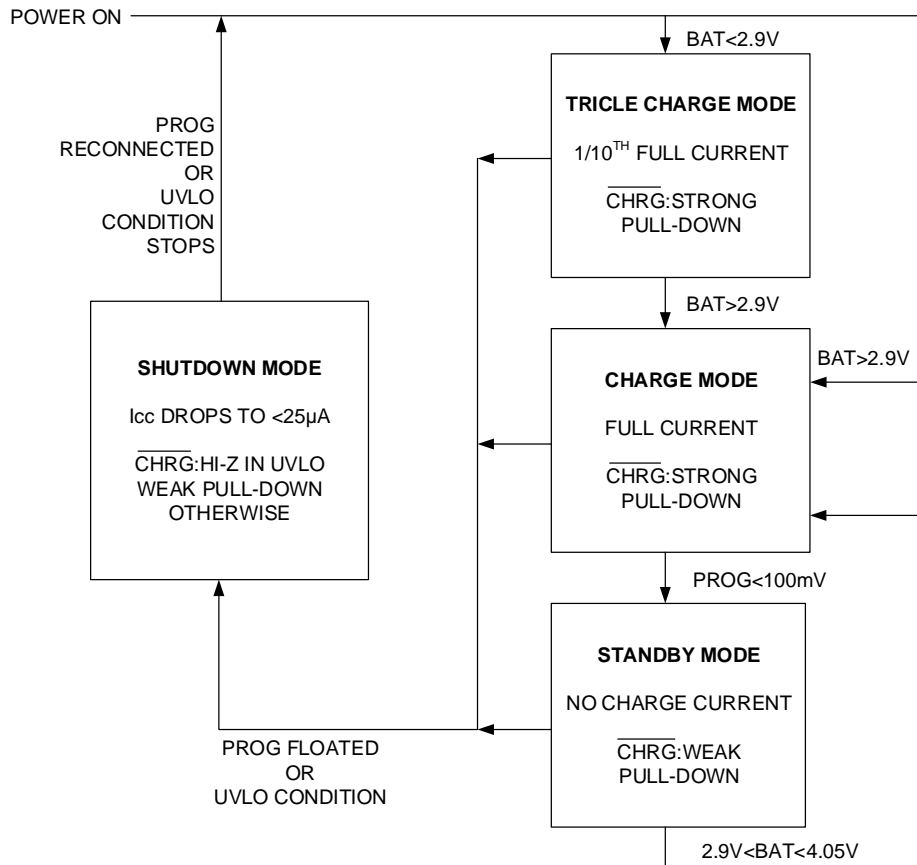 POWER ON
BAT<2.9V
TRICLE CHARGE MODE
1/10TH FULL CURRENT
CHRG:STRONG
PULL-DOWN
PROG
RECONNECTED
OR
UVLO
CONDITION
STOPS
BAT>2.9V
SHUTDOWN MODE
Icc DROPS TO <25µA
CHRG:HI-Z IN UVLO
WEAK PULL-DOWN
OTHERWISE
CHARGE MODE
FULL CURRENT
CHRG:STRONG
PULL-DOWN
BAT>2.9V
PROG<100mV
STANDBY MODE
NO CHARGE CURRENT
CHRG:WEAK
PULL-DOWN
PROG FLOATED
OR
UVLO CONDITION
2.9V<BAT<4.05V